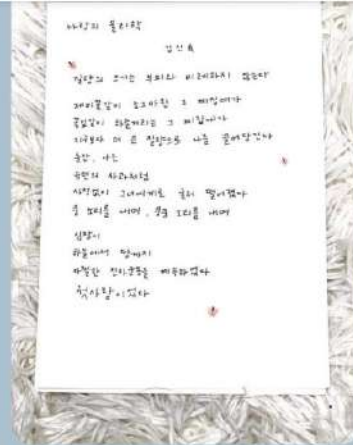 사랑의 물리학
김인육
질량의 크기는 부피와 비례하지 않는다
제비꽃같이 조그마한 그 계집애가
꽃잎같이 하늘거리는 그 계집애가
지구보다 더 큰 질량으로 나를 끌어당긴다
순간, 나는
뉴턴의 사과처럼
사정없이 그녀에게로 굴러 떨어졌다
쿵 소리를 내며, 쿵쿵 소리를 내며
심장이
하늘에서 땅까지
아찔한 진자운동을 계속하였다
첫사랑이었다